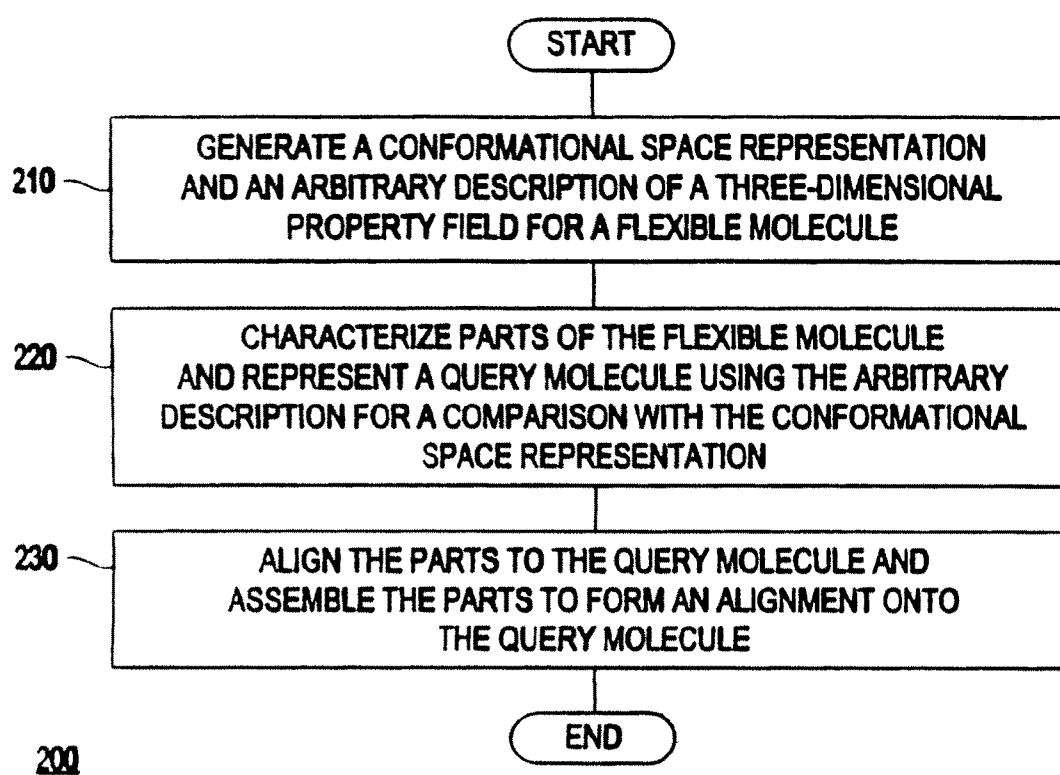 START
210
GENERATE A CONFORMATIONAL SPACE REPRESENTATION
AND AN ARBITRARY DESCRIPTION OF A THREE-DIMENSIONAL
PROPERTY FIELD FOR A FLEXIBLE MOLECULE
220
CHARACTERIZE PARTS OF THE FLEXIBLE MOLECULE
AND REPRESENT A QUERY MOLECULE USING THE ARBITRARY
DESCRIPTION FOR A COMPARISON WITH THE CONFORMATIONAL
SPACE REPRESENTATION
230
ALIGN THE PARTS TO THE QUERY MOLECULE AND
ASSEMBLE THE PARTS TO FORM AN ALIGNMENT ONTO
THE QUERY MOLECULE
END
200